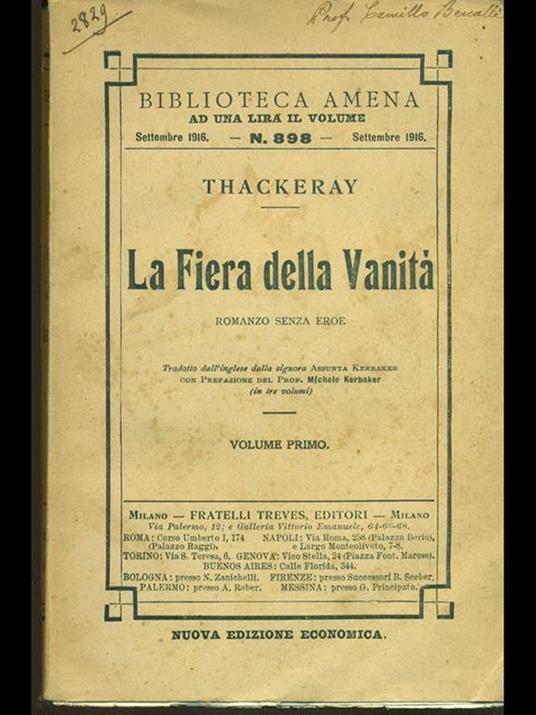 2829
Prof. Camillo
BIBLIOTECA AMENA
AD UNA LIRA IL VOLUME
Settembre 1916. — N. 898 — Settembre 1916.
THACKERAY
La Fiera della Vanità
ROMANZO SENZA EROE
Tradotto dall'inglese dalla signora ASSUNTA KERBAKER
CON PREFAZIONE DEL PROF. Michele Kerbaker
(in tre volumi)
VOLUME PRIMO.
MILANO — FRATELLI TREVES, EDITORI — MILANO
Via Palermo, 12; e Galleria Vittorio Emanuele, 64-66-68.
ROMA: Corso Umberto I, 174 NAPOLI: Via Roma, 258 (Palazzo Berio),
(Palazzo Raggi), e Largo Monteoliveto, 7-8.
TORINO: Via S. Teresa, 6. GENOVA: Vico Stella, 24 (Piazza Font. Marose).
BUENOS AIRES: Calle Florida, 344.
BOLOGNA: presso N. Zanichelli. FIRENZE: presso Successori B. Seeber.
PALERMO: presso A. Reber. MESSINA: presso G. Principato.
NUOVA EDIZIONE ECONOMICA.